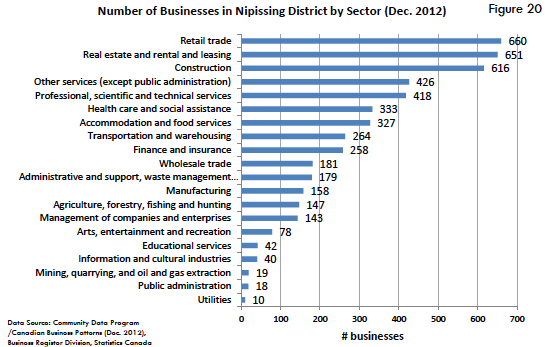 Number of Businesses in Nipissing District by Sector (Dec. 2012)
Figure 20
Retail trade 660
Real estate and rental and leasing 651
Construction 616
Other services (except public administration) 426
Professional, scientific and technical services 418
Health care and social assistance 333
Accommodation and food services 327
Transportation and warehousing 264
Finance and insurance 258
Wholesale trade 181
Administrative and support, waste management... 179
Manufacturing 158
Agriculture, forestry, fishing and hunting 147
Management of companies and enterprises 143
Arts, entertainment and recreation 78
Educational services 42
Information and cultural industries 40
Mining, quarrying, and oil and gas extraction 19
Public administration 18
Utilities 10
0 100 200 300 400 500 600 700
# businesses
Data Source: Community Data Program
/Canadian Business Patterns (Dec. 2012),
Business Register Division, Statistics Canada